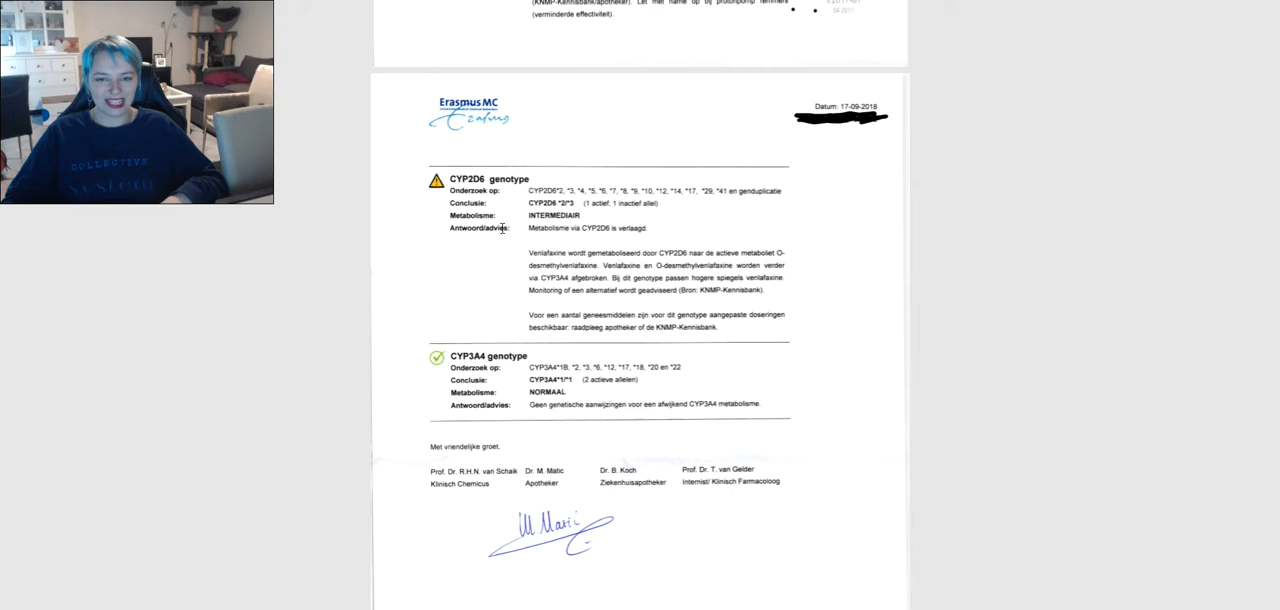 (KNMP-Kennisbank/apotheker). Let met name op bij protonpomp remmers
(verminderde effectiviteit).
Erasmus MC
Datum: 17-09-2018
CYP2D6 genotype
Onderzoek op: CYP2D6*2, *3, *4, *5, *6, *7, *8, *9, *10, *12, *14, *17, *29, *41 en genduplicatie
Conclusie: CYP2D6 *2/*3 (1 actief, 1 inactief allel)
Metabolisme: INTERMEDIAIR
Antwoord/advies: Metabolisme via CYP2D6 is verlaagd.
Venlafaxine wordt gemetaboliseerd door CYP2D6 naar de actieve metaboliet O-
desmethylvenlafaxine. Venlafaxine en O-desmethylvenlafaxine worden verder
via CYP3A4 afgebroken. Bij dit genotype passen hogere spiegels venlafaxine.
Monitoring of een alternatief wordt geadviseerd (Bron: KNMP-Kennisbank).
Voor een aantal geneesmiddelen zijn voor dit genotype aangepaste doseringen
beschikbaar: raadpleeg apotheker of de KNMP-Kennisbank.
CYP3A4 genotype
Onderzoek op: CYP3A4*1B, *2, *3, *6, *12, *17, *18, *20 en *22
Conclusie: CYP3A4*1/*1 (2 actieve allelen)
Metabolisme: NORMAAL
Antwoord/advies: Geen genetische aanwijzingen voor een afwijkend CYP3A4 metabolisme.
Met vriendelijke groet,
Prof. Dr. R.H.N. van Schaik Dr. M. Matic Dr. B. Koch Prof. Dr. T. van Gelder
Klinisch Chemicus Apotheker Ziekenhuisapotheker Internist/ Klinisch Farmacoloog
M Matic
COLLECTIVE
system